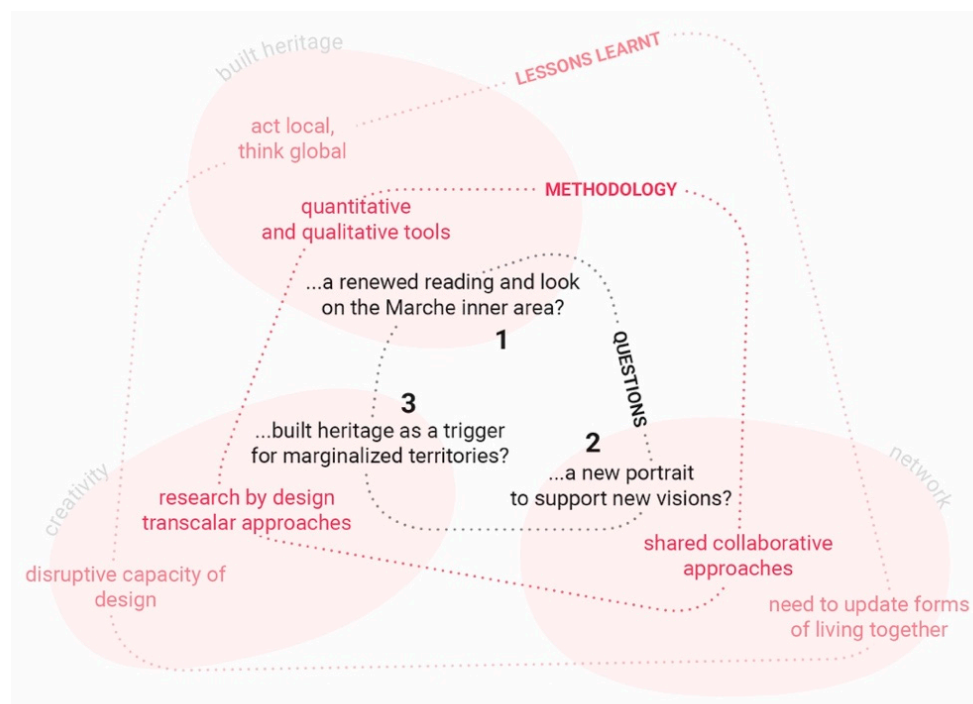 built heritage
LESSONS LEARNT
act local,
think global
METHODOLOGY
quantitative
and qualitative tools
...a renewed reading and look
on the Marche inner area?
1
QUESTIONS
3
...built heritage as a trigger
for marginalized territories?
2
...a new portrait
to support new visions?
creativity
network
research by design
transcalar approaches
shared collaborative
approaches
disruptive capacity of
design
need to update forms
of living together